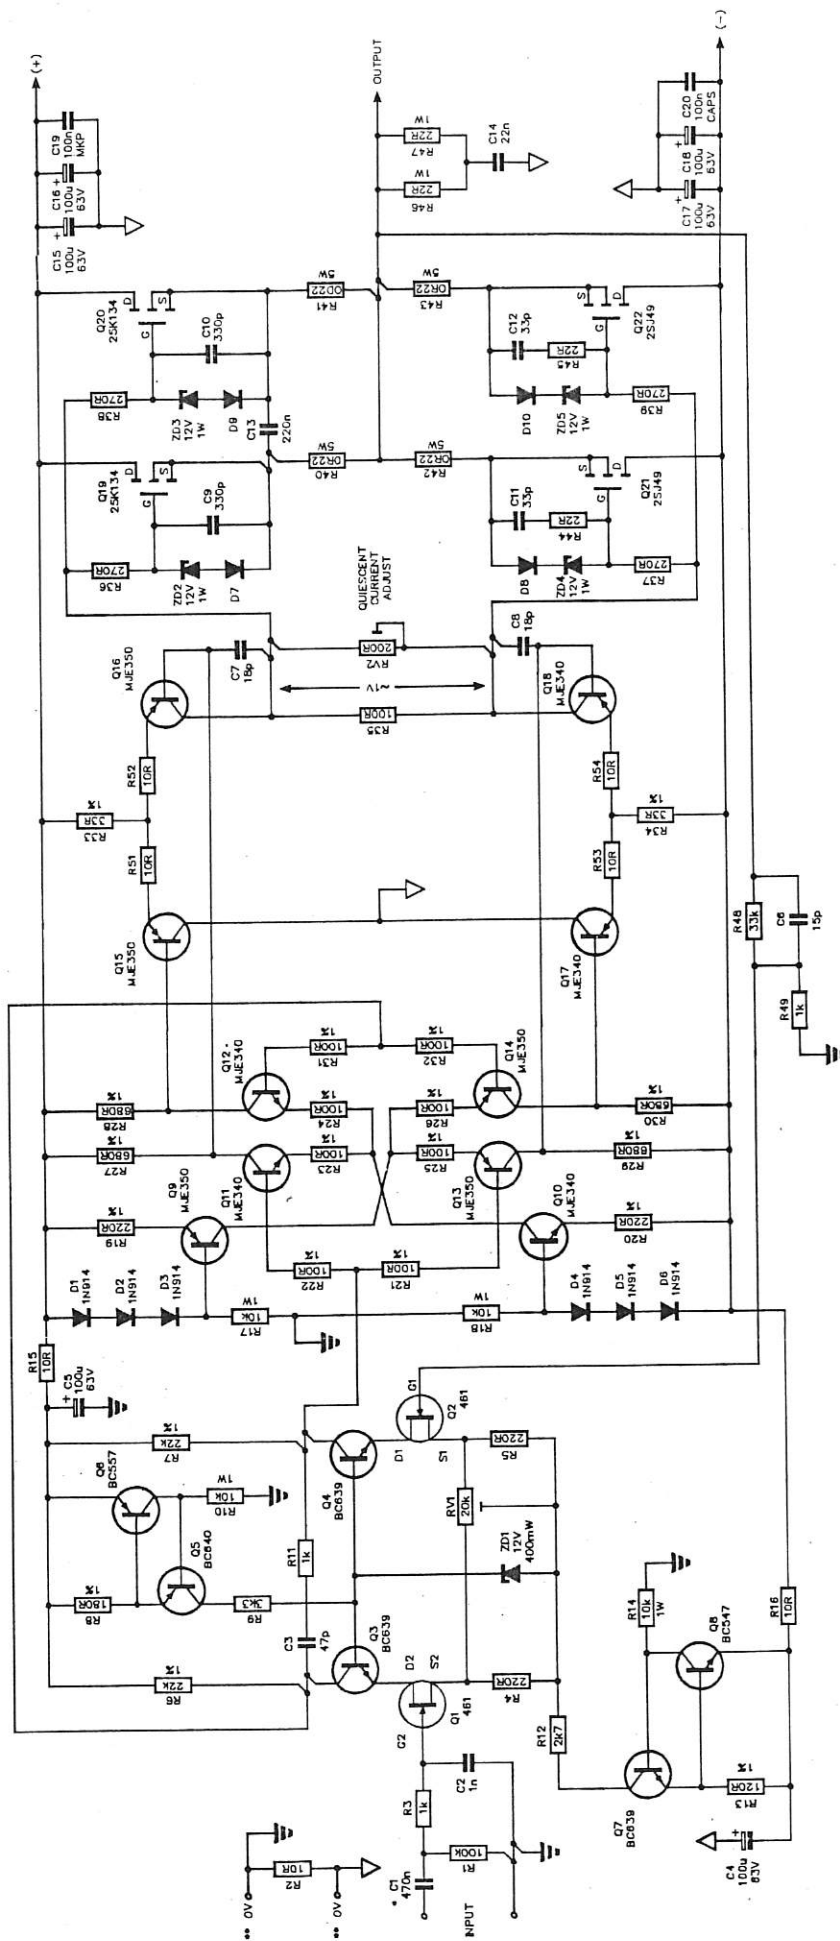 (+)
C19
100n
MKP
C16
100u
63V
C15
100u
63V
OUTPUT
(−)
C20
100n
CAPS
C18
100u
63V
C17
100u
63V
1W
22R
R47
1W
22R
R46
C14
22n
Q20
2SK134
D
S
G
5W
0D22
R41
5W
0R22
R43
Q22
2SJ49
S
D
G
C10
330p
C12
33p
22R
R45
270R
R38
ZD3
12V
1W
D9
C13
220n
D10
ZD5
12V
1W
270R
R39
Q19
2SK134
D
S
G
5W
0R22
R40
5W
0R22
R42
Q21
2SJ49
S
D
G
C9
330p
C11
33p
22R
R44
270R
R36
ZD2
12V
1W
D7
D8
ZD4
12V
1W
270R
R37
QUIESCENT
CURRENT
ADJUST
200R
RV2
C7
18p
C8
18p
~1V
Q16
MJE350
100R
R35
Q18
MJE340
R52
10R
R54
10R
1%
33R
R33
1%
33R
R34
R51
10R
R53
10R
Q15
MJE350
Q17
MJE340
R48
33k
C6
15p
R49
1k
Q12
MJE340
1%
100R
R31
1%
100R
R32
Q14
MJE350
1%
680R
R28
1%
100R
R24
1%
100R
R26
1%
680R
R30
1%
680R
R27
Q11
MJE340
1%
100R
R23
1%
100R
R25
Q13
MJE350
1%
680R
R29
Q9
MJE350
220R
R19
1%
100R
R22
1%
100R
R21
Q10
MJE340
220R
R20
D1
1N914
D2
1N914
D3
1N914
1W
10k
R17
1W
10k
R18
D4
1N914
D5
1N914
D6
1N914
R15
10R
C5
100u
63V
1%
22k
R7
G1
D1
S1
Q2
461
220R
R5
Q6
BC557
1W
10k
R10
Q4
BC639
R11
1k
RV1
20k
ZD1
12V
400mW
Q5
BC640
1%
180R
R8
3k3
R9
C3
47p
Q3
BC639
D2
S2
G2
Q1
461
220R
R4
R12
2k7
1%
22k
R6
R14
10k
1W
Q8
BC547
R16
10R
Q7
BC639
1%
120R
R13
C4
100u
63V
R3
1k
C2
1n
100k
R1
C1
470n
*
INPUT
10R
R2
** 0V
** 0V